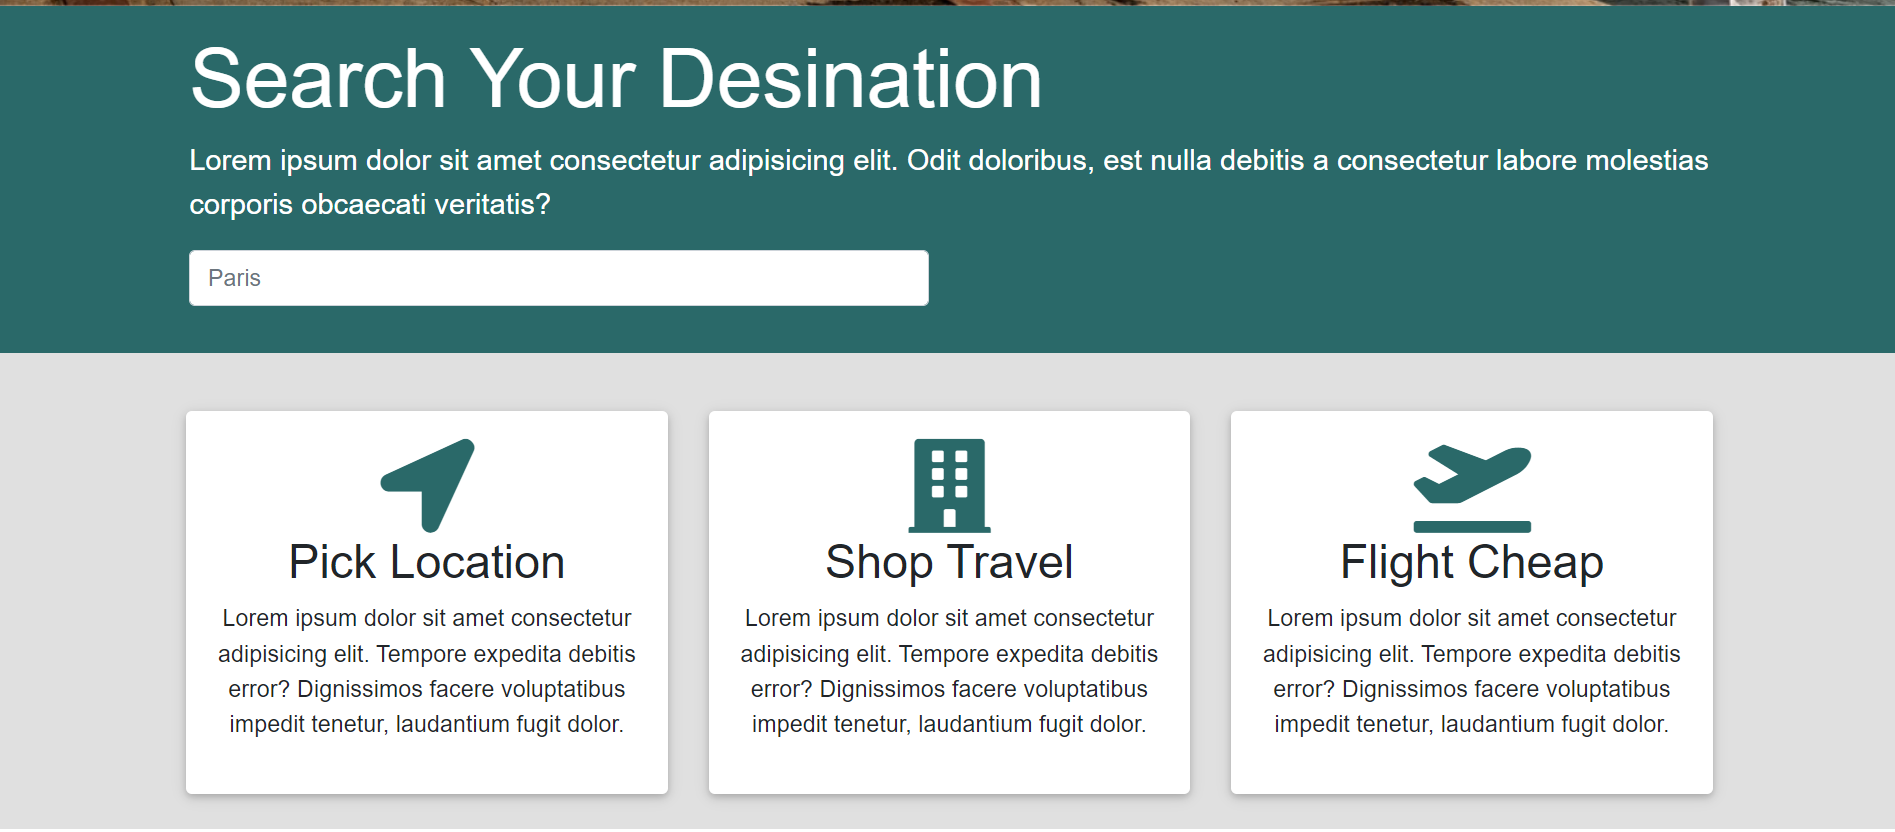 Search Your Desination
Lorem ipsum dolor sit amet consectetur adipisicing elit. Odit doloribus, est nulla debitis a consectetur labore molestias
corporis obcaecati veritatis?
Paris
Pick Location
Lorem ipsum dolor sit amet consectetur
adipisicing elit. Tempore expedita debitis
error? Dignissimos facere voluptatibus
impedit tenetur, laudantium fugit dolor.
Shop Travel
Lorem ipsum dolor sit amet consectetur
adipisicing elit. Tempore expedita debitis
error? Dignissimos facere voluptatibus
impedit tenetur, laudantium fugit dolor.
Flight Cheap
Lorem ipsum dolor sit amet consectetur
adipisicing elit. Tempore expedita debitis
error? Dignissimos facere voluptatibus
impedit tenetur, laudantium fugit dolor.